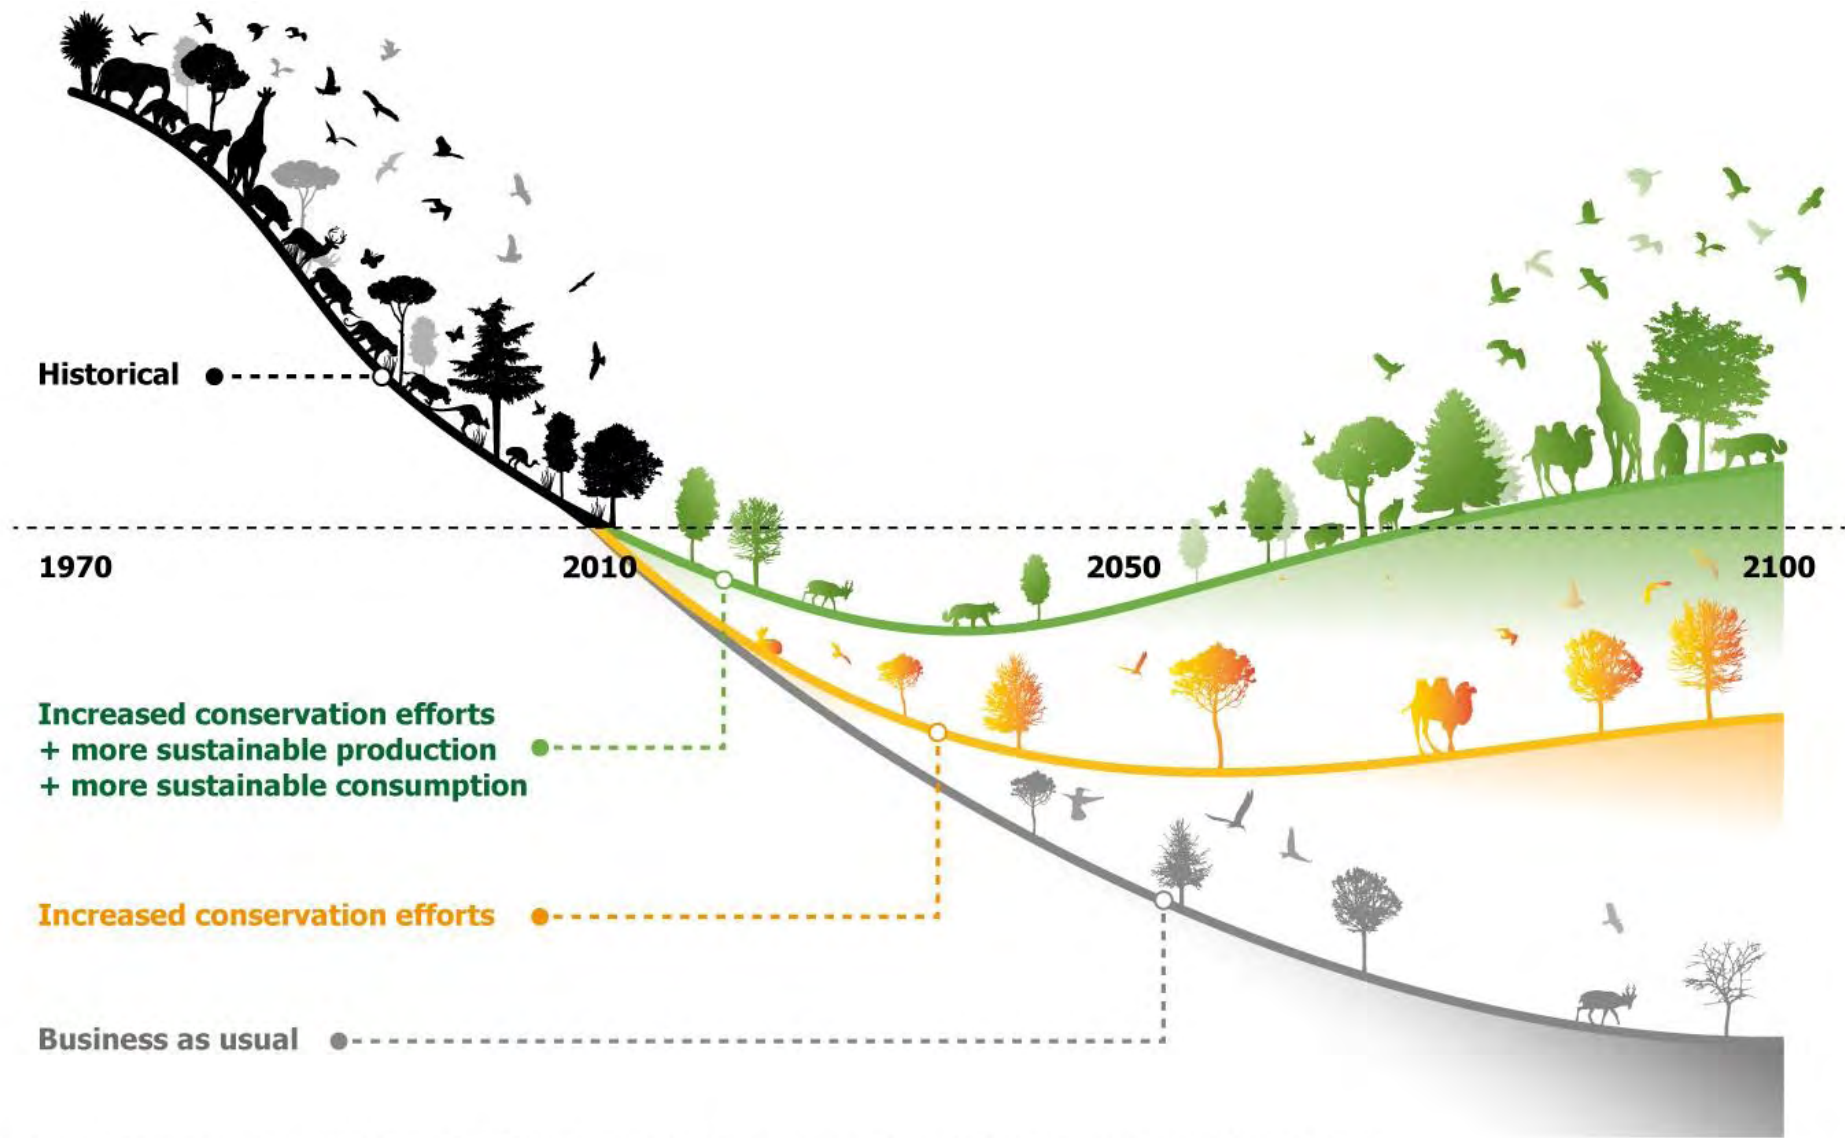 Historical
1970
2010
2050
2100
Increased conservation efforts
+ more sustainable production
+ more sustainable consumption
Increased conservation efforts
Business as usual